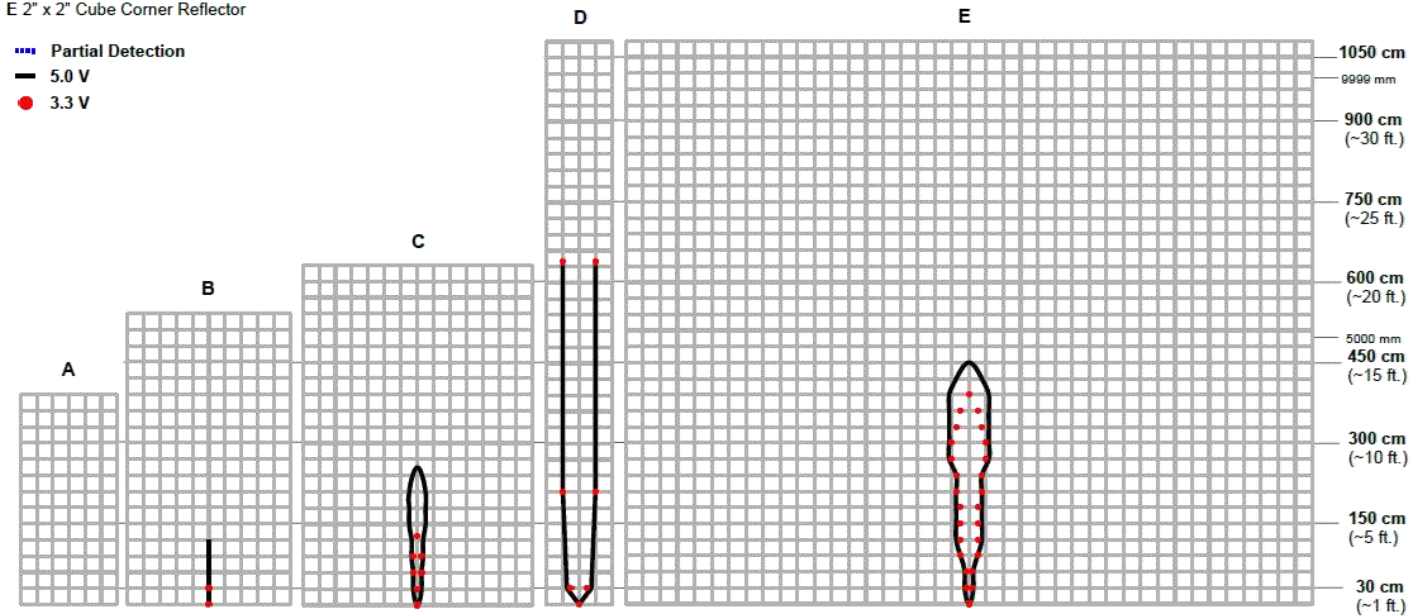 E 2" x 2" Cube Corner Reflector
Partial Detection
5.0 V
3.3 V
A
B
C
D
E
1050 cm
9999 mm
900 cm
(~30 ft.)
750 cm
(~25 ft.)
600 cm
(~20 ft.)
5000 mm
450 cm
(~15 ft.)
300 cm
(~10 ft.)
150 cm
(~5 ft.)
30 cm
(~1 ft.)